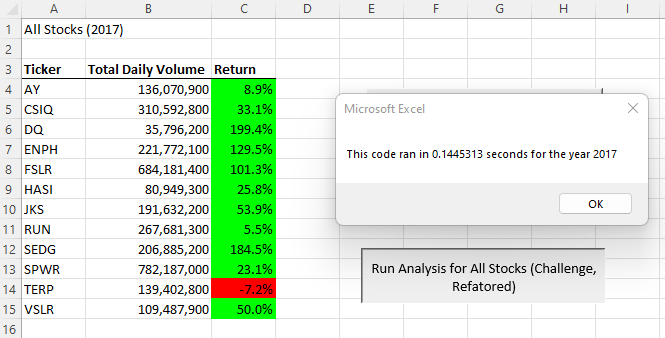 A B C D E F G H I
1 All Stocks (2017)
2
3 Ticker Total Daily Volume Return
4 AY 136,070,900 8.9%
5 CSIQ 310,592,800 33.1%
6 DQ 35,796,200 199.4%
7 ENPH 221,772,100 129.5%
8 FSLR 684,181,400 101.3%
9 HASI 80,949,300 25.8%
10 JKS 191,632,200 53.9%
11 RUN 267,681,300 5.5%
12 SEDG 206,885,200 184.5%
13 SPWR 782,187,000 23.1%
14 TERP 139,402,800 -7.2%
15 VSLR 109,487,900 50.0%
16
Microsoft Excel
This code ran in 0.1445313 seconds for the year 2017
OK
Run Analysis for All Stocks (Challenge,
Refatored)